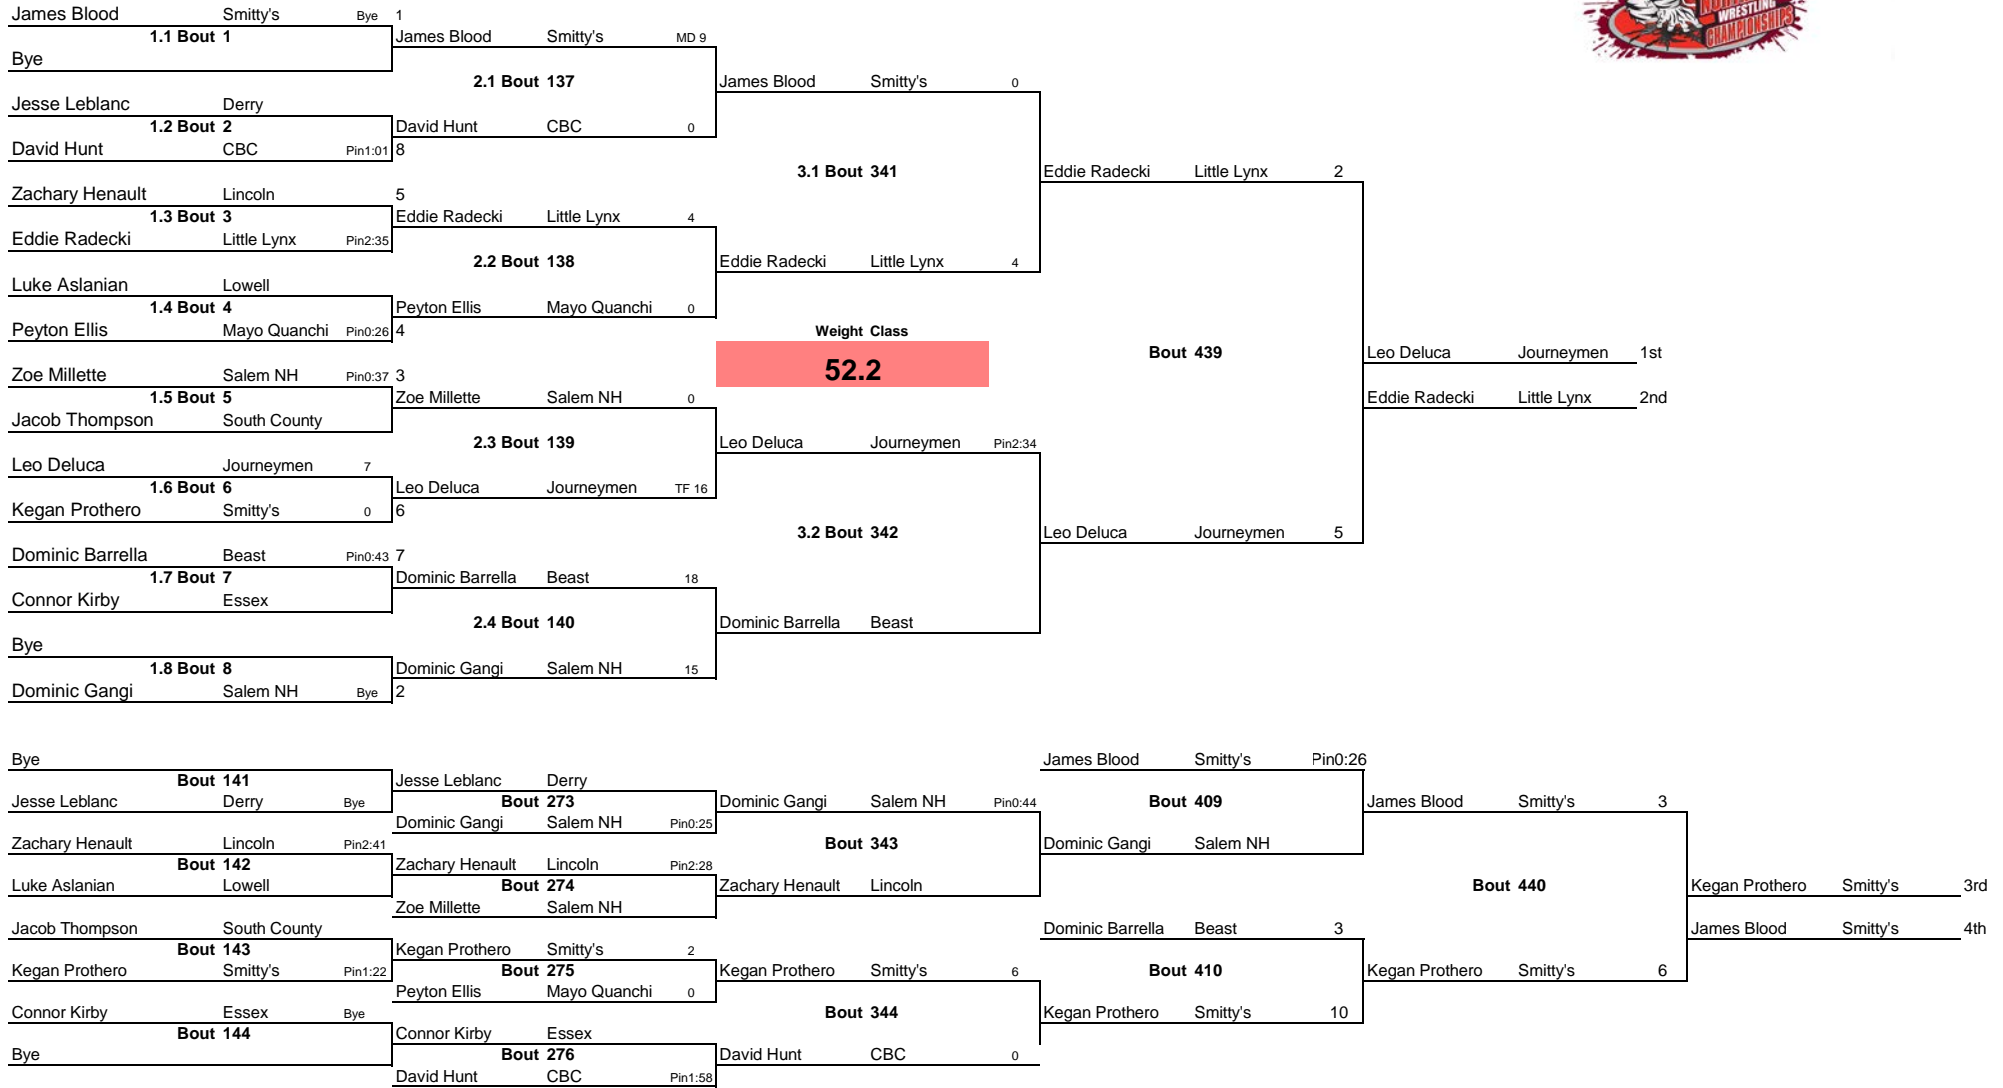 James Blood Smitty's Bye 1
1.1 Bout 1
Bye
James Blood Smitty's MD 9
2.1 Bout 137
James Blood Smitty's 0
Jesse Leblanc Derry
1.2 Bout 2
David Hunt CBC Pin1:01 8
David Hunt CBC 0
3.1 Bout 341
Eddie Radecki Little Lynx 2
Zachary Henault Lincoln 5
1.3 Bout 3
Eddie Radecki Little Lynx Pin2:35
Eddie Radecki Little Lynx 4
2.2 Bout 138
Eddie Radecki Little Lynx 4
Luke Aslanian Lowell
1.4 Bout 4
Peyton Ellis Mayo Quanchi Pin0:26 4
Peyton Ellis Mayo Quanchi 0
Weight Class
52.2
Bout 439
Leo Deluca Journeymen 1st
Eddie Radecki Little Lynx 2nd
Zoe Millette Salem NH Pin0:37 3
1.5 Bout 5
Jacob Thompson South County
Zoe Millette Salem NH 0
2.3 Bout 139
Leo Deluca Journeymen Pin2:34
Leo Deluca Journeymen 7
1.6 Bout 6
Kegan Prothero Smitty's 0 6
Leo Deluca Journeymen TF 16
3.2 Bout 342
Leo Deluca Journeymen 5
Dominic Barrella Beast Pin0:43 7
1.7 Bout 7
Connor Kirby Essex
Dominic Barrella Beast 18
2.4 Bout 140
Dominic Barrella Beast
Bye
1.8 Bout 8
Dominic Gangi Salem NH Bye 2
Dominic Gangi Salem NH 15
Bye
Bout 141
Jesse Leblanc Derry Bye
Jesse Leblanc Derry
Bout 273
Dominic Gangi Salem NH Pin0:25
Dominic Gangi Salem NH Pin0:44
James Blood Smitty's Pin0:26
Bout 409
James Blood Smitty's 3
Zachary Henault Lincoln Pin2:41
Bout 142
Luke Aslanian Lowell
Zachary Henault Lincoln Pin2:28
Bout 274
Zoe Millette Salem NH
Bout 343
Zachary Henault Lincoln
Dominic Gangi Salem NH
Bout 440
Kegan Prothero Smitty's 3rd
James Blood Smitty's 4th
Jacob Thompson South County
Bout 143
Kegan Prothero Smitty's Pin1:22
Kegan Prothero Smitty's 2
Bout 275
Peyton Ellis Mayo Quanchi 0
Kegan Prothero Smitty's 6
Dominic Barrella Beast 3
Bout 410
Kegan Prothero Smitty's 6
Connor Kirby Essex Bye
Bout 144
Bye
Connor Kirby Essex
Bout 276
David Hunt CBC Pin1:58
Bout 344
David Hunt CBC 0
Kegan Prothero Smitty's 10
WRESTLING
CHAMPIONSHIPS